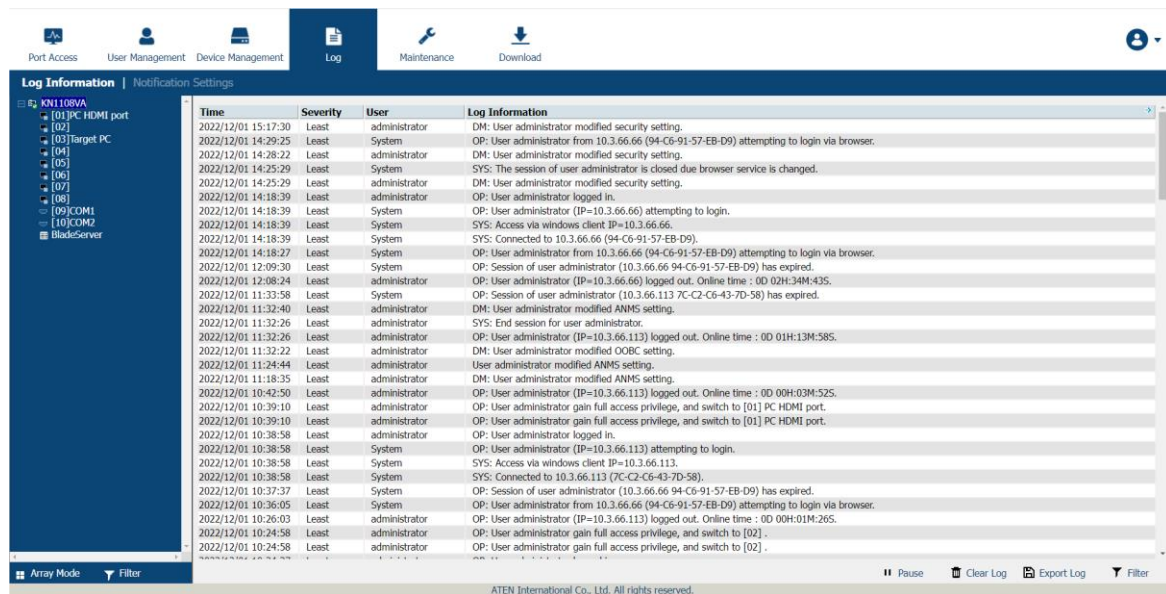 Port Access User Management Device Management Log Maintenance Download
Log Information | Notification Settings
KN1108VA
[01]PC HDMI port
[02]
[03]Target PC
[04]
[05]
[06]
[07]
[08]
[09]COM1
[10]COM2
BladeServer
Time Severity User Log Information
2022/12/01 15:17:30 Least administrator DM: User administrator modified security setting.
2022/12/01 14:29:25 Least System OP: User administrator from 10.3.66.66 (94-C6-91-57-EB-D9) attempting to login via browser.
2022/12/01 14:28:22 Least administrator DM: User administrator modified security setting.
2022/12/01 14:25:29 Least System SYS: The session of user administrator is closed due browser service is changed.
2022/12/01 14:25:29 Least administrator DM: User administrator modified security setting.
2022/12/01 14:18:39 Least administrator OP: User administrator logged in.
2022/12/01 14:18:39 Least System OP: User administrator (IP=10.3.66.66) attempting to login.
2022/12/01 14:18:39 Least System SYS: Access via windows client IP=10.3.66.66.
2022/12/01 14:18:39 Least System SYS: Connected to 10.3.66.66 (94-C6-91-57-EB-D9).
2022/12/01 14:18:27 Least System OP: User administrator from 10.3.66.66 (94-C6-91-57-EB-D9) attempting to login via browser.
2022/12/01 12:09:30 Least System OP: Session of user administrator (10.3.66.66 94-C6-91-57-EB-D9) has expired.
2022/12/01 12:08:24 Least administrator OP: User administrator (IP=10.3.66.66) logged out. Online time : 0D 02H:34M:43S.
2022/12/01 11:33:58 Least System OP: Session of user administrator (10.3.66.113 7C-C2-C6-43-7D-58) has expired.
2022/12/01 11:32:40 Least administrator DM: User administrator modified ANMS setting.
2022/12/01 11:32:26 Least administrator SYS: End session for user administrator.
2022/12/01 11:32:26 Least administrator OP: User administrator (IP=10.3.66.113) logged out. Online time : 0D 01H:13M:58S.
2022/12/01 11:32:22 Least administrator DM: User administrator modified OOBC setting.
2022/12/01 11:24:44 Least administrator User administrator modified ANMS setting.
2022/12/01 11:18:35 Least administrator DM: User administrator modified ANMS setting.
2022/12/01 10:42:50 Least administrator OP: User administrator (IP=10.3.66.113) logged out. Online time : 0D 00H:03M:52S.
2022/12/01 10:39:10 Least administrator OP: User administrator gain full access privilege, and switch to [01] PC HDMI port.
2022/12/01 10:39:10 Least administrator OP: User administrator gain full access privilege, and switch to [01] PC HDMI port.
2022/12/01 10:38:58 Least administrator OP: User administrator logged in.
2022/12/01 10:38:58 Least System OP: User administrator (IP=10.3.66.113) attempting to login.
2022/12/01 10:38:58 Least System SYS: Access via windows client IP=10.3.66.113.
2022/12/01 10:38:58 Least System SYS: Connected to 10.3.66.113 (7C-C2-C6-43-7D-58).
2022/12/01 10:37:37 Least System OP: Session of user administrator (10.3.66.66 94-C6-91-57-EB-D9) has expired.
2022/12/01 10:36:05 Least System OP: User administrator from 10.3.66.66 (94-C6-91-57-EB-D9) attempting to login via browser.
2022/12/01 10:26:03 Least administrator OP: User administrator (IP=10.3.66.113) logged out. Online time : 0D 00H:01M:26S.
2022/12/01 10:24:58 Least administrator OP: User administrator gain full access privilege, and switch to [02] .
2022/12/01 10:24:58 Least administrator OP: User administrator gain full access privilege, and switch to [02] .
Array Mode Filter Pause Clear Log Export Log Filter
ATEN International Co., Ltd. All rights reserved.